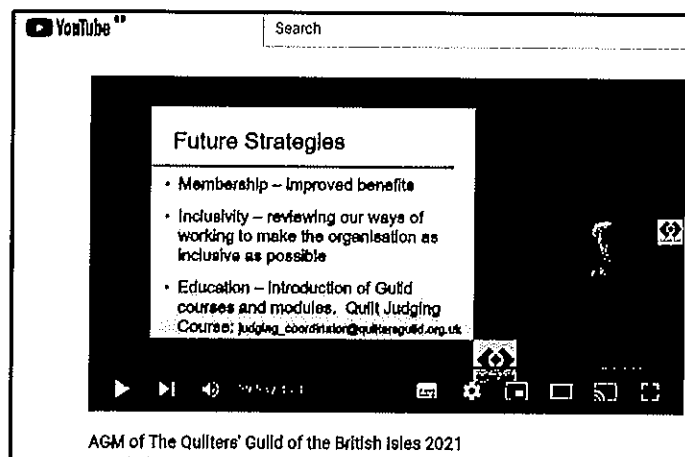 YouTube
Search
Future Strategies
• Membership – Improved benefits
• Inclusivity – reviewing our ways of
working to make the organisation as
inclusive as possible
• Education – Introduction of Guild
courses and modules. Quilt Judging
Course: judging_coordinator@quiltersguild.org.uk
AGM of The Quilters' Guild of the British Isles 2021